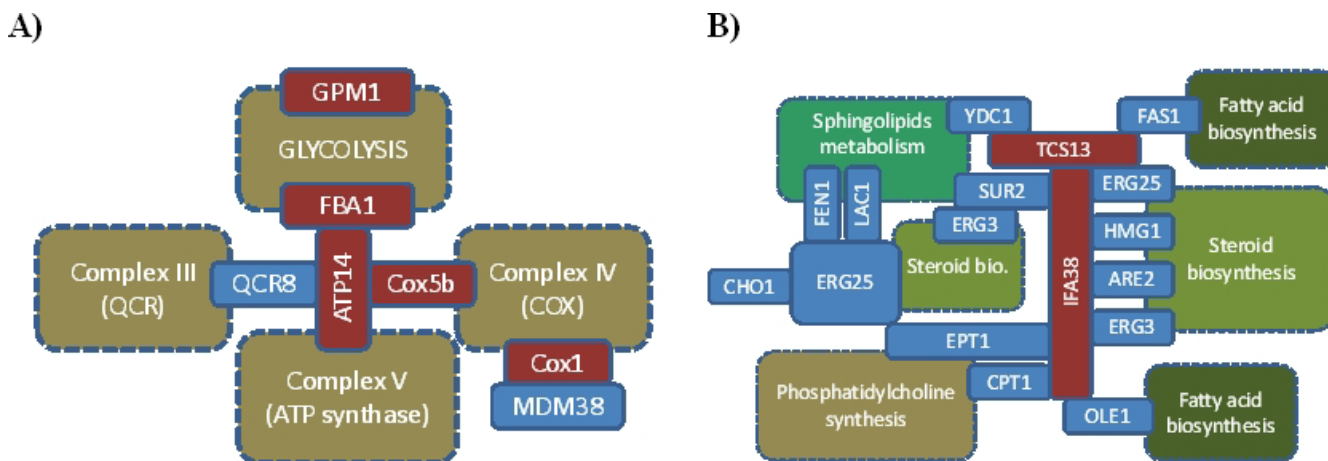 A)
GPM1
GLYCOLYSIS
FBA1
Complex III
(QCR)
QCR8
ATP14
Cox5b
Complex IV
(COX)
Cox1
MDM38
Complex V
(ATP synthase)
B)
Sphingolipids
metabolism
YDC1
FAS1
Fatty acid
biosynthesis
TCS13
FEN1
LAC1
SUR2
ERG25
ERG3
HMG1
Steroid
biosynthesis
Steroid bio.
IFA38
ARE2
CHO1
ERG25
ERG3
EPT1
Phosphatidylcholine
synthesis
CPT1
OLE1
Fatty acid
biosynthesis